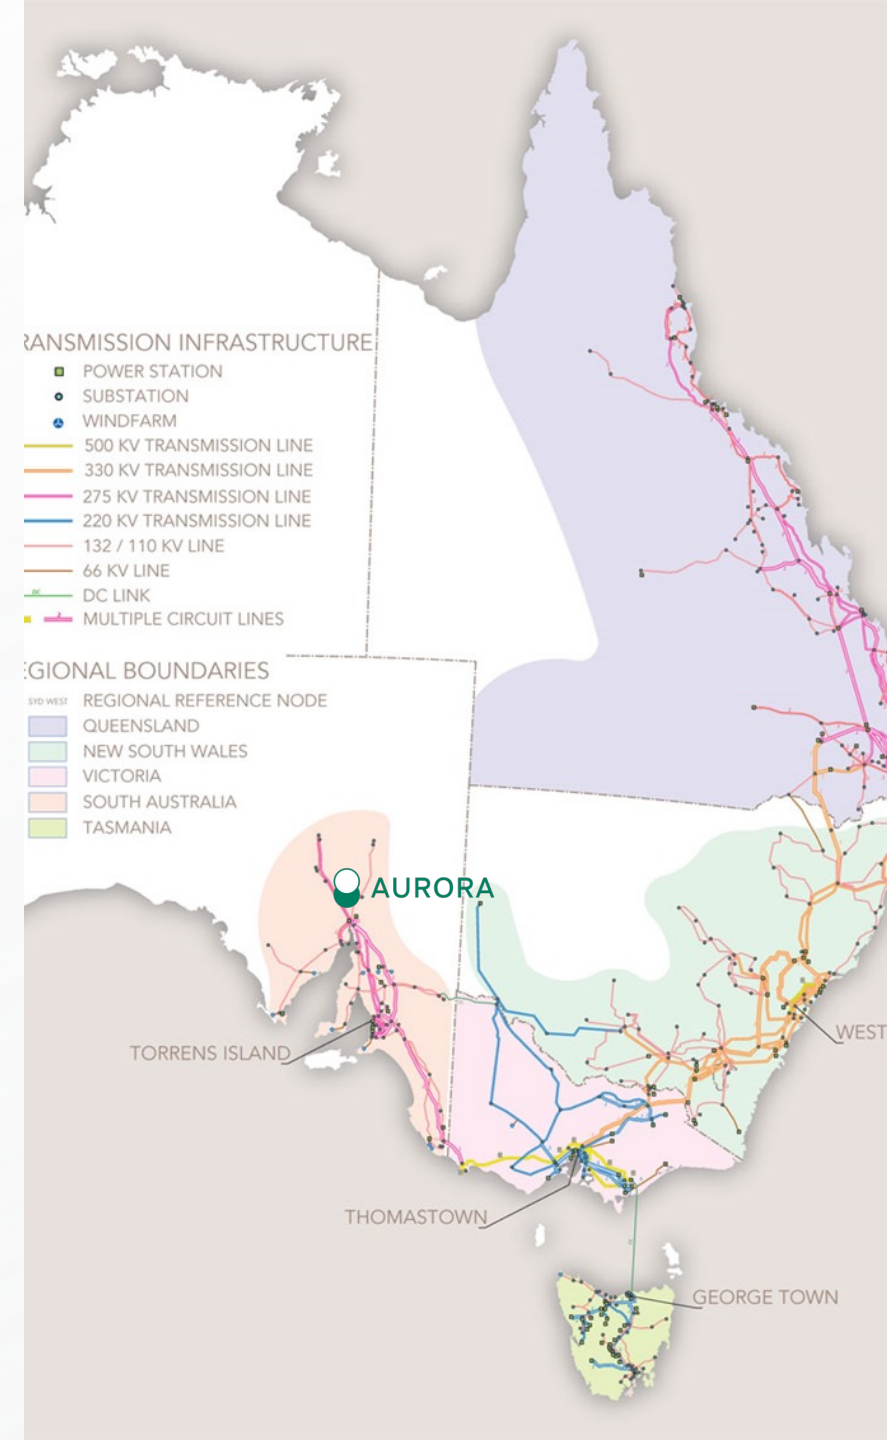 RANSMISSION INFRASTRUCTURE
POWER STATION
SUBSTATION
WINDFARM
500 KV TRANSMISSION LINE
330 KV TRANSMISSION LINE
275 KV TRANSMISSION LINE
220 KV TRANSMISSION LINE
132 / 110 KV LINE
66 KV LINE
DC LINK
MULTIPLE CIRCUIT LINES
EGIONAL BOUNDARIES
SYD WEST REGIONAL REFERENCE NODE
QUEENSLAND
NEW SOUTH WALES
VICTORIA
SOUTH AUSTRALIA
TASMANIA
AURORA
WEST
TORRENS ISLAND
THOMASTOWN
GEORGE TOWN